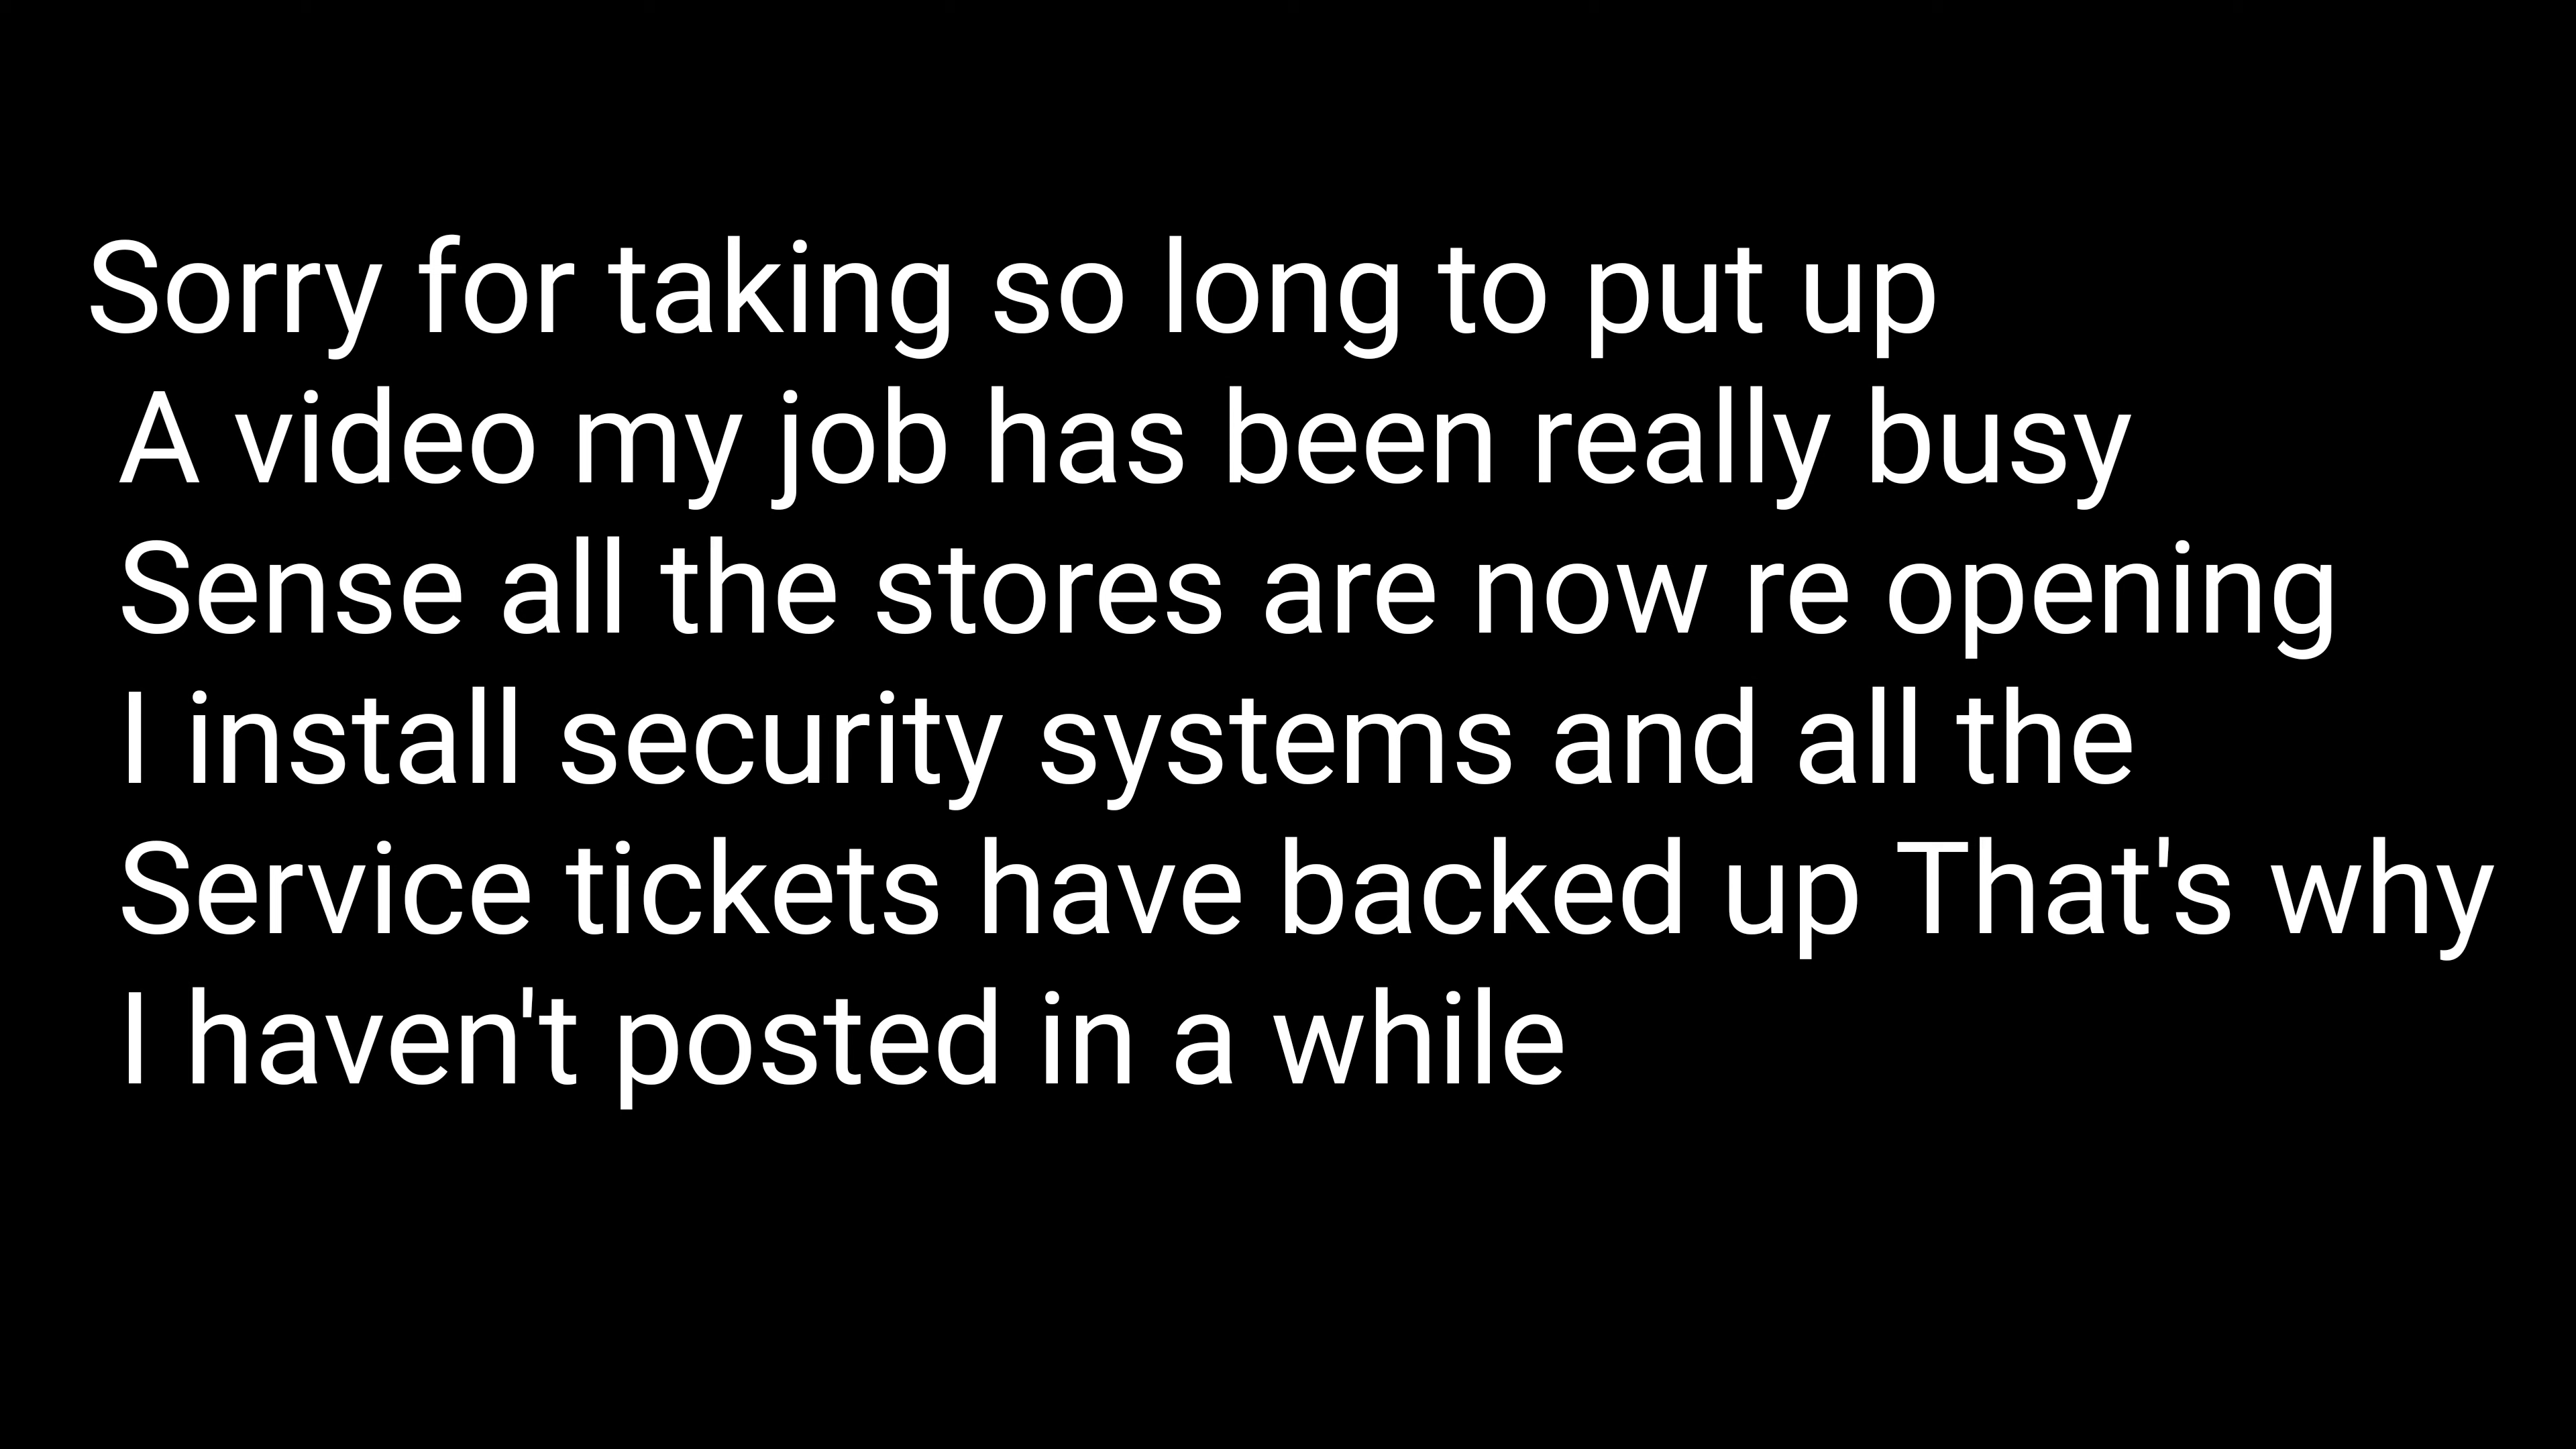 Sorry for taking so long to put up
A video my job has been really busy
Sense all the stores are now re opening
I install security systems and all the
Service tickets have backed up That's why
I haven't posted in a while